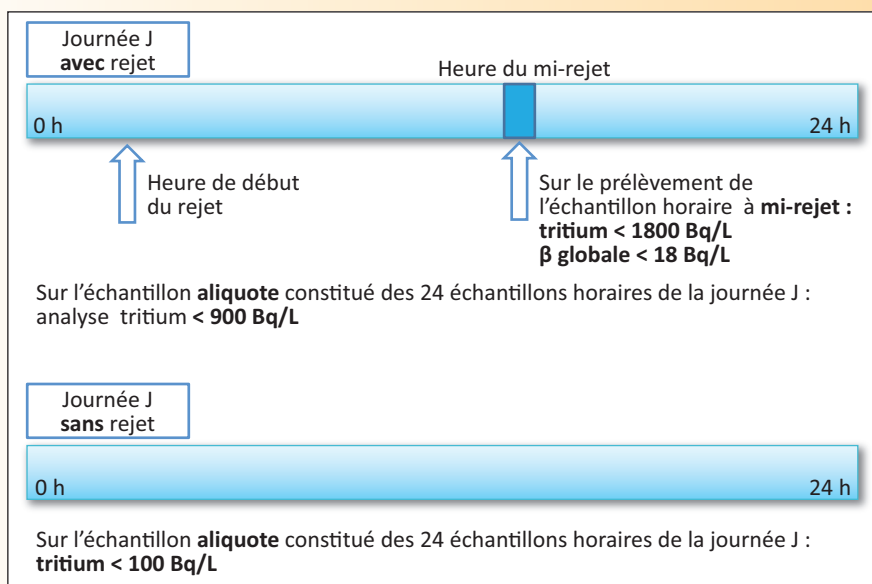 Journée J
avec rejet
Heure du mi-rejet
0 h
24 h
Heure de début
du rejet
Sur le prélèvement de
l’échantillon horaire à mi-rejet :
tritium < 1800 Bq/L
β globale < 18 Bq/L
Sur l’échantillon aliquote constitué des 24 échantillons horaires de la journée J :
analyse tritium < 900 Bq/L
Journée J
sans rejet
0 h
24 h
Sur l’échantillon aliquote constitué des 24 échantillons horaires de la journée J :
tritium < 100 Bq/L